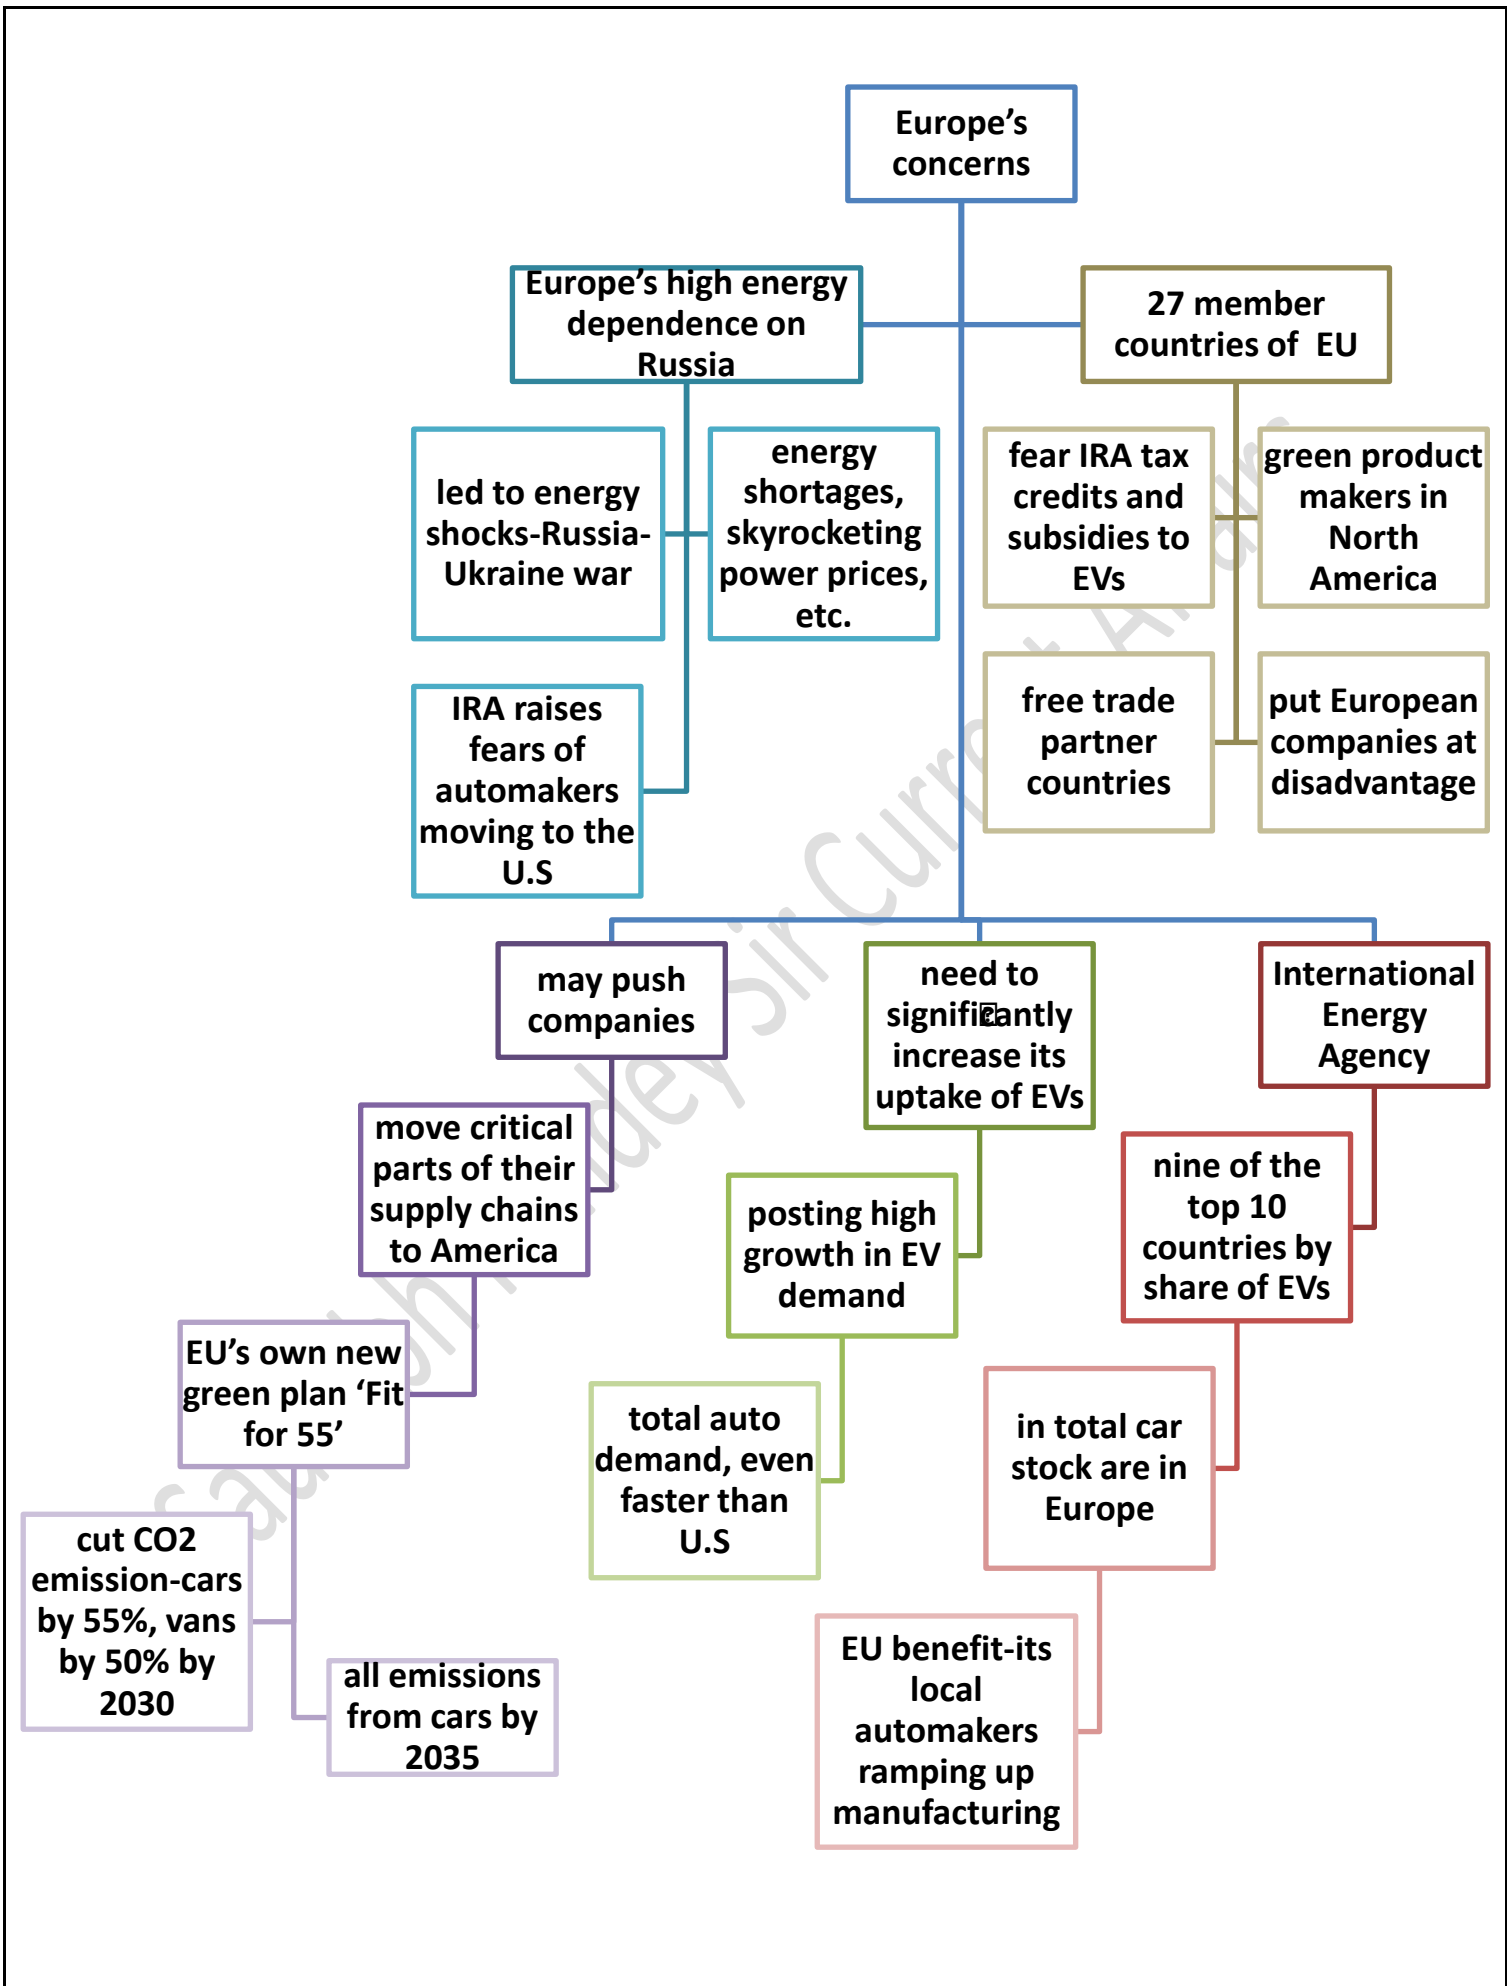 Europe's
concerns
Europe's high energy
dependence on
Russia
27 member
countries of EU
led to energy
shocks-Russia-
Ukraine war
energy
shortages,
skyrocketing
power prices,
etc.
fear IRA tax
credits and
subsidies to
EVs
green product
makers in
North
America
IRA raises
fears of
automakers
moving to the
U.S
free trade
partner
countries
put European
companies at
disadvantage
may push
companies
need to
significantly
increase its
uptake of EVs
International
Energy
Agency
move critical
parts of their
supply chains
to America
posting high
growth in EV
demand
nine of the
top 10
countries by
share of EVs
EU's own new
green plan ‘Fit
for 55’
total auto
demand, even
faster than
U.S
in total car
stock are in
Europe
cut CO2
emission-cars
by 55%, vans
by 50% by
2030
all emissions
from cars by
2035
EU benefit-its
local
automakers
ramping up
manufacturing
Sir Current Affairs